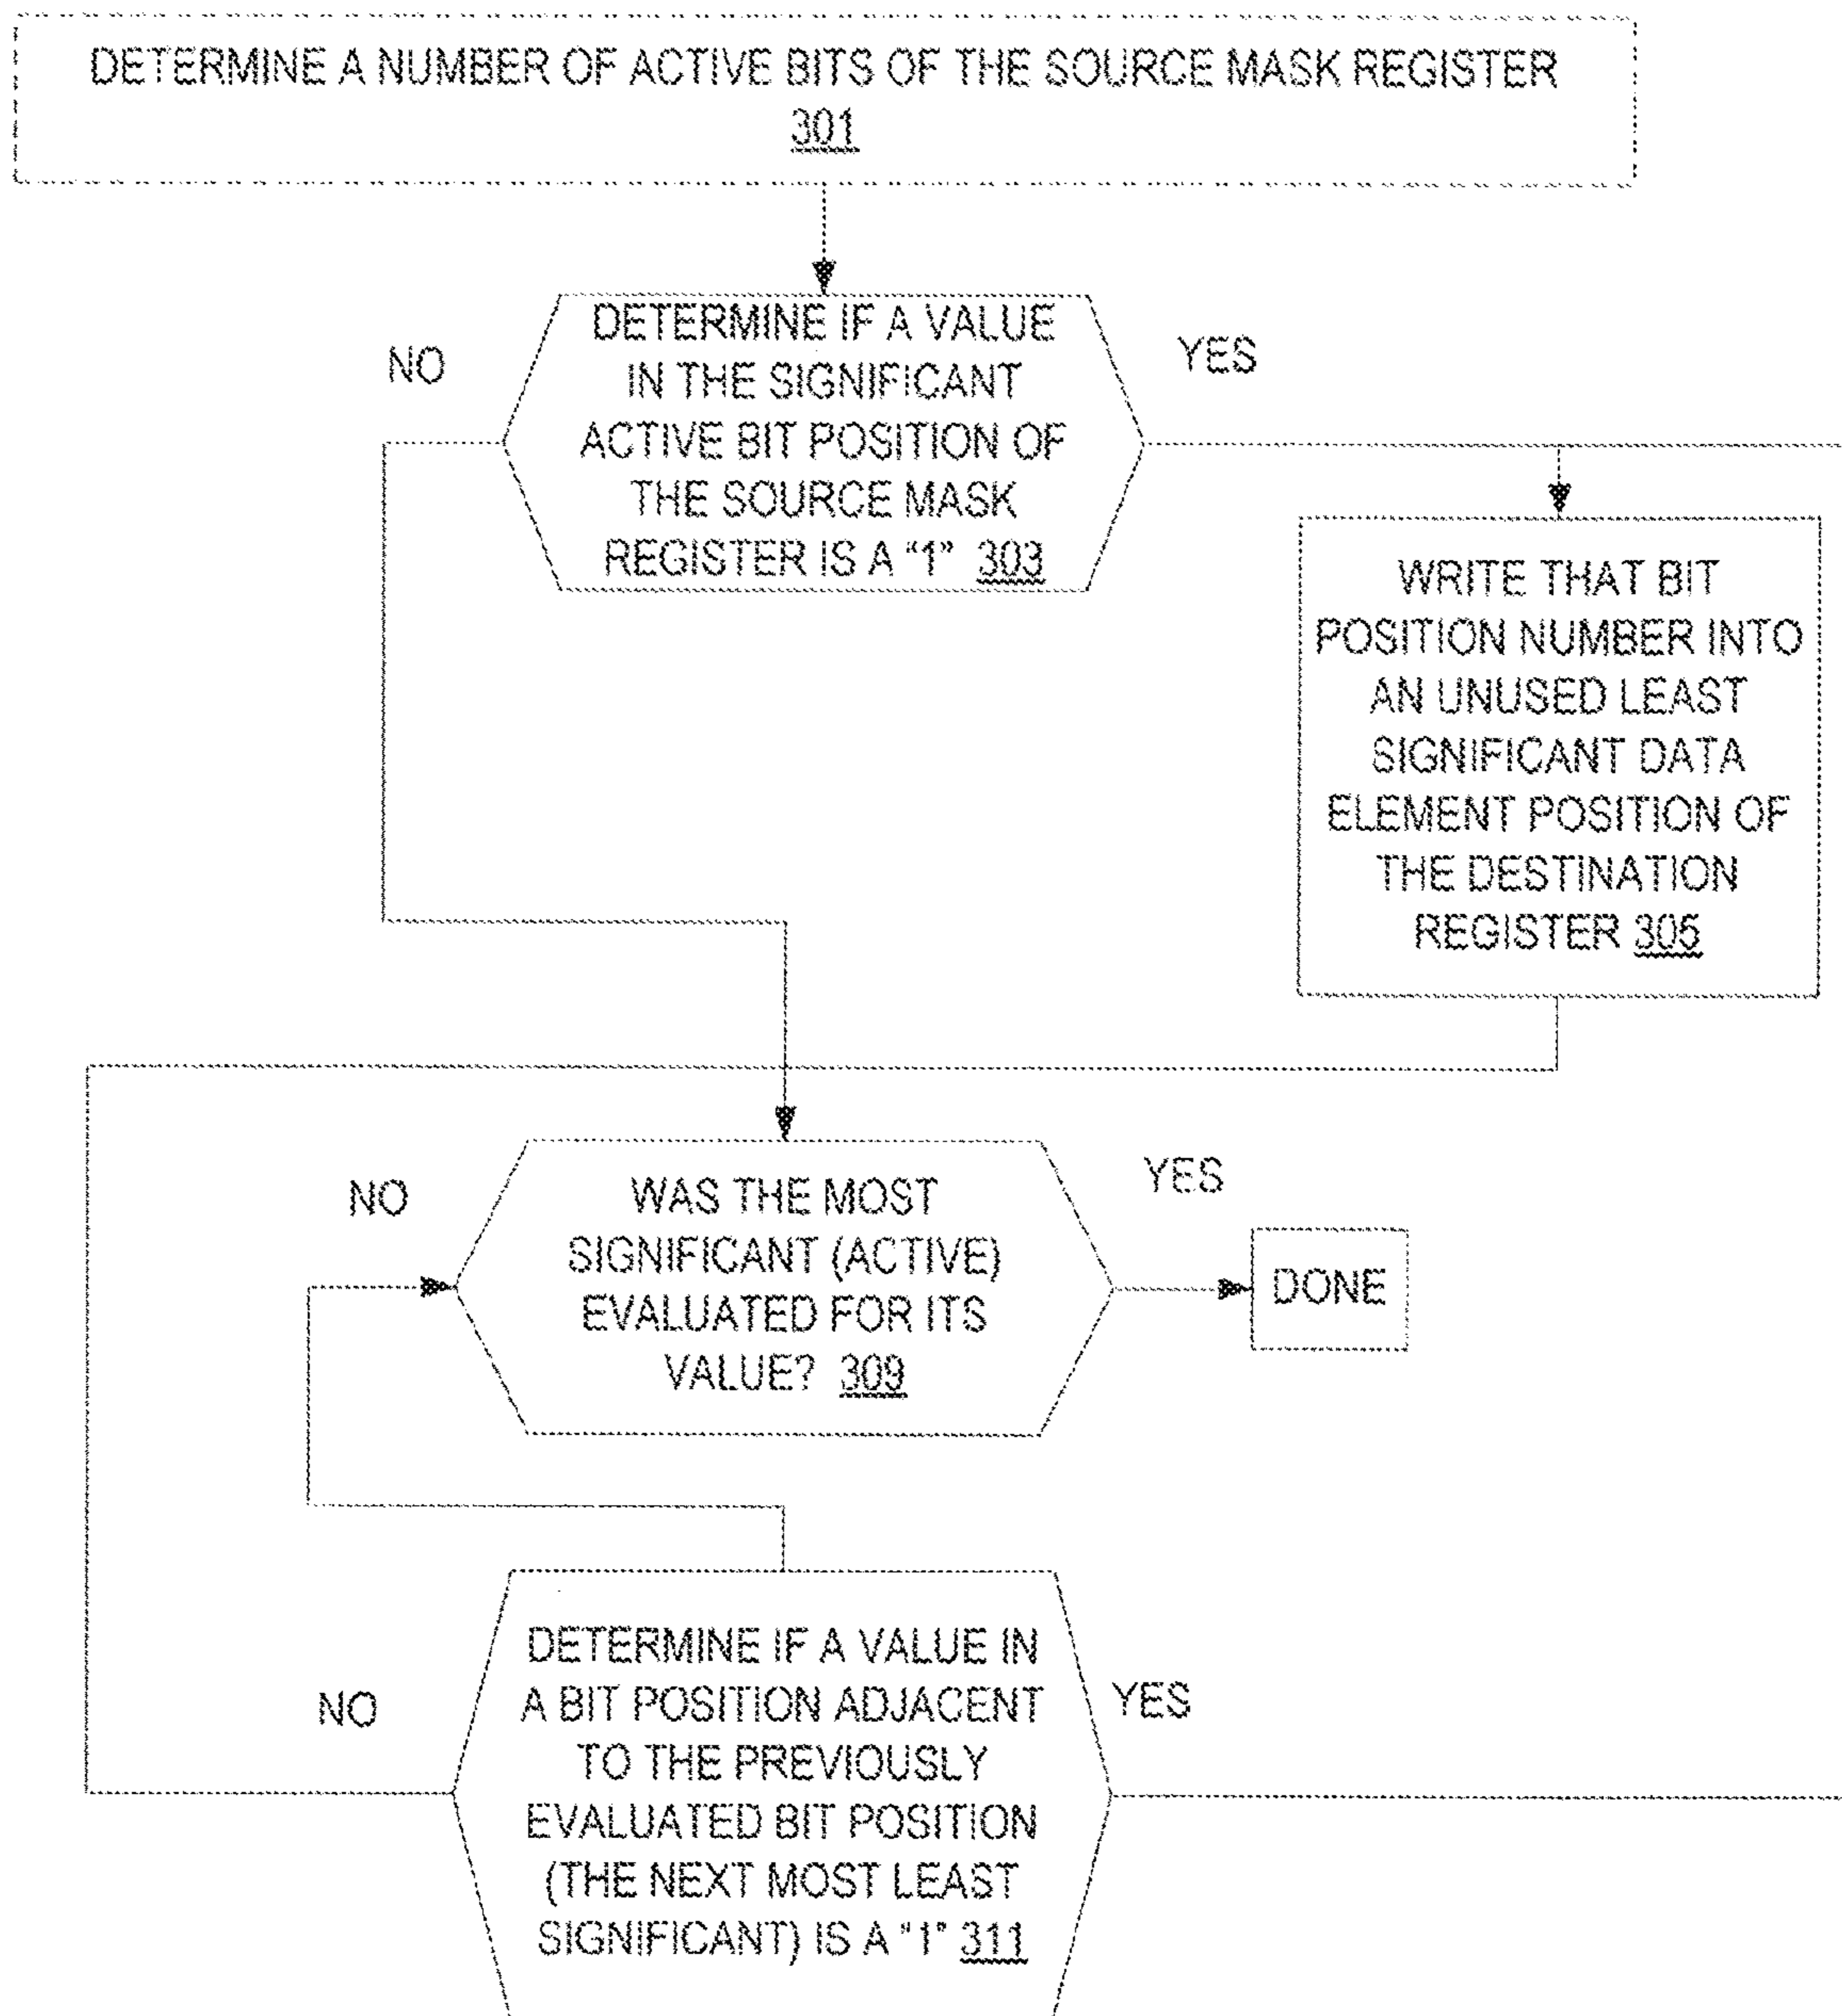 DETERMINE A NUMBER OF ACTIVE BITS OF THE SOURCE MASK REGISTER
301
DETERMINE IF A VALUE
IN THE SIGNIFICANT
ACTIVE BIT POSITION OF
THE SOURCE MASK
REGISTER IS A "1" 303
NO
YES
WRITE THAT BIT
POSITION NUMBER INTO
AN UNUSED LEAST
SIGNIFICANT DATA
ELEMENT POSITION OF
THE DESTINATION
REGISTER 305
NO
WAS THE MOST
SIGNIFICANT (ACTIVE)
EVALUATED FOR ITS
VALUE? 309
YES
DONE
DETERMINE IF A VALUE IN
A BIT POSITION ADJACENT
TO THE PREVIOUSLY
EVALUATED BIT POSITION
(THE NEXT MOST LEAST
SIGNIFICANT) IS A "1" 311
NO
YES